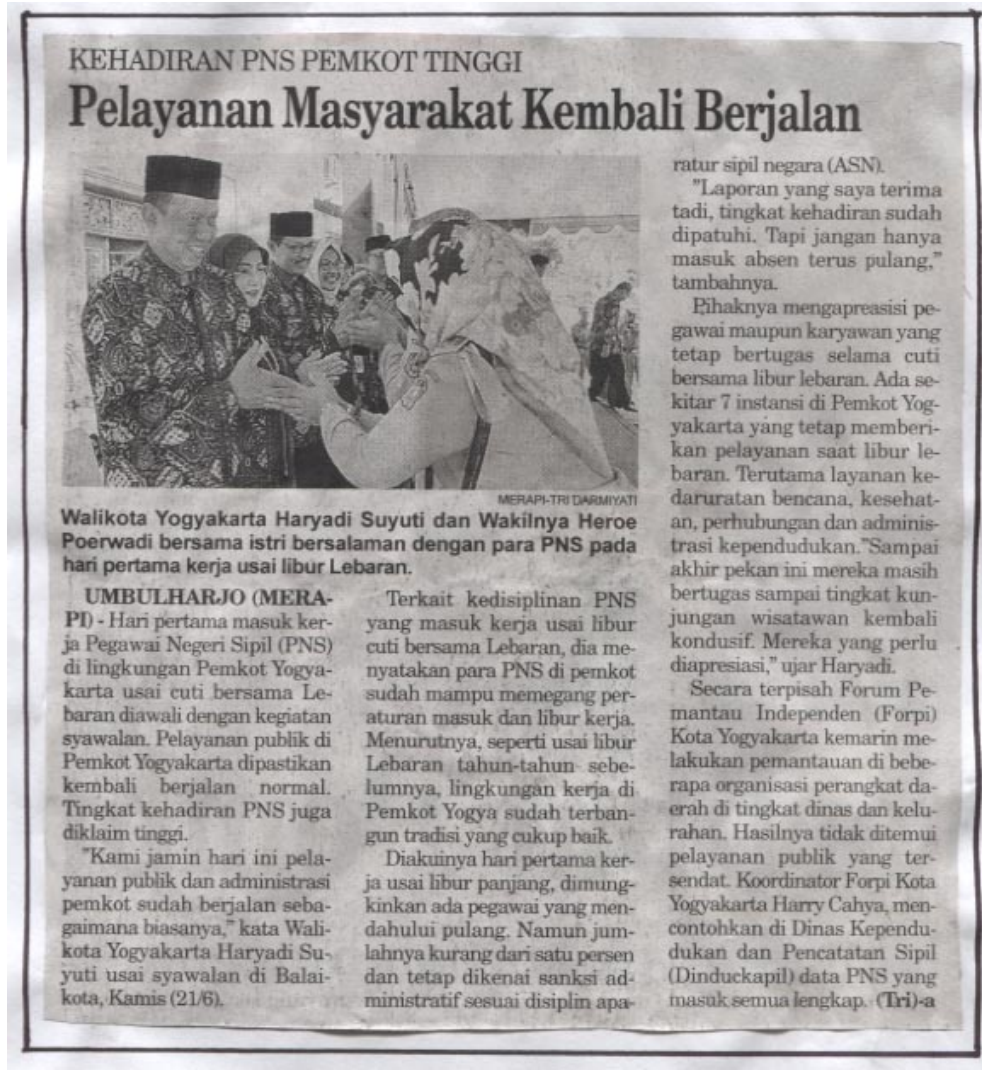 KEHADIRAN PNS PEMKOT TINGGI
Pelayanan Masyarakat Kembali Berjalan
MERAPI-TRI DARMIYATI
Walikota Yogyakarta Haryadi Suyuti dan Wakilnya Heroe
Poerwadi bersama istri bersalaman dengan para PNS pada
hari pertama kerja usai libur Lebaran.
UMBULHARJO (MERA-
PI) - Hari pertama masuk ker-
ja Pegawai Negeri Sipil (PNS)
di lingkungan Pemkot Yogya-
karta usai cuti bersama Le-
baran diawali dengan kegiatan
syawalan. Pelayanan publik di
Pemkot Yogyakarta dipastikan
kembali berjalan normal.
Tingkat kehadiran PNS juga
diklaim tinggi.
"Kami jamin hari ini pela-
yanan publik dan administrasi
pemkot sudah berjalan seba-
gaimana biasanya," kata Wali-
kota Yogyakarta Haryadi Su-
yuti usai syawalan di Balai-
kota, Kamis (21/6).
Terkait kedisiplinan PNS
yang masuk kerja usai libur
cuti bersama Lebaran, dia me-
nyatakan para PNS di pemkot
sudah mampu memegang per-
aturan masuk dan libur kerja.
Menurutnya, seperti usai libur
Lebaran tahun-tahun sebe-
lumnya, lingkungan kerja di
Pemkot Yogya sudah terban-
gun tradisi yang cukup baik.
Diakuinya hari pertama ker-
ja usai libur panjang, dimung-
kinkan ada pegawai yang men-
dahului pulang. Namun jum-
lahnya kurang dari satu persen
dan tetap dikenai sanksi ad-
ministratif sesuai disiplin apa-
ratur sipil negara (ASN).
"Laporan yang saya terima
tadi, tingkat kehadiran sudah
dipatuhi. Tapi jangan hanya
masuk absen terus pulang,"
tambahnya.
Pihaknya mengapreasisi pe-
gawai maupun karyawan yang
tetap bertugas selama cuti
bersama libur lebaran. Ada se-
kitar 7 instansi di Pemkot Yog-
yakarta yang tetap memberi-
kan pelayanan saat libur le-
baran. Terutama layanan ke-
daruratan bencana, kesehat-
an, perhubungan dan adminis-
trasi kependudukan."Sampai
akhir pekan ini mereka masih
bertugas sampai tingkat kun-
jungan wisatawan kembali
kondusif. Mereka yang perlu
diapresiasi," ujar Haryadi.
Secara terpisah Forum Pe-
mantau Independen (Forpi)
Kota Yogyakarta kemarin me-
lakukan pemantauan di bebe-
rapa organisasi perangkat da-
erah di tingkat dinas dan kelu-
rahan. Hasilnya tidak ditemui
pelayanan publik yang ter-
sendat. Koordinator Forpi Kota
Yogyakarta Harry Cahya, men-
contohkan di Dinas Kependu-
dukan dan Pencatatan Sipil
(Dinduckapil) data PNS yang
masuk semua lengkap. (Tri)-a